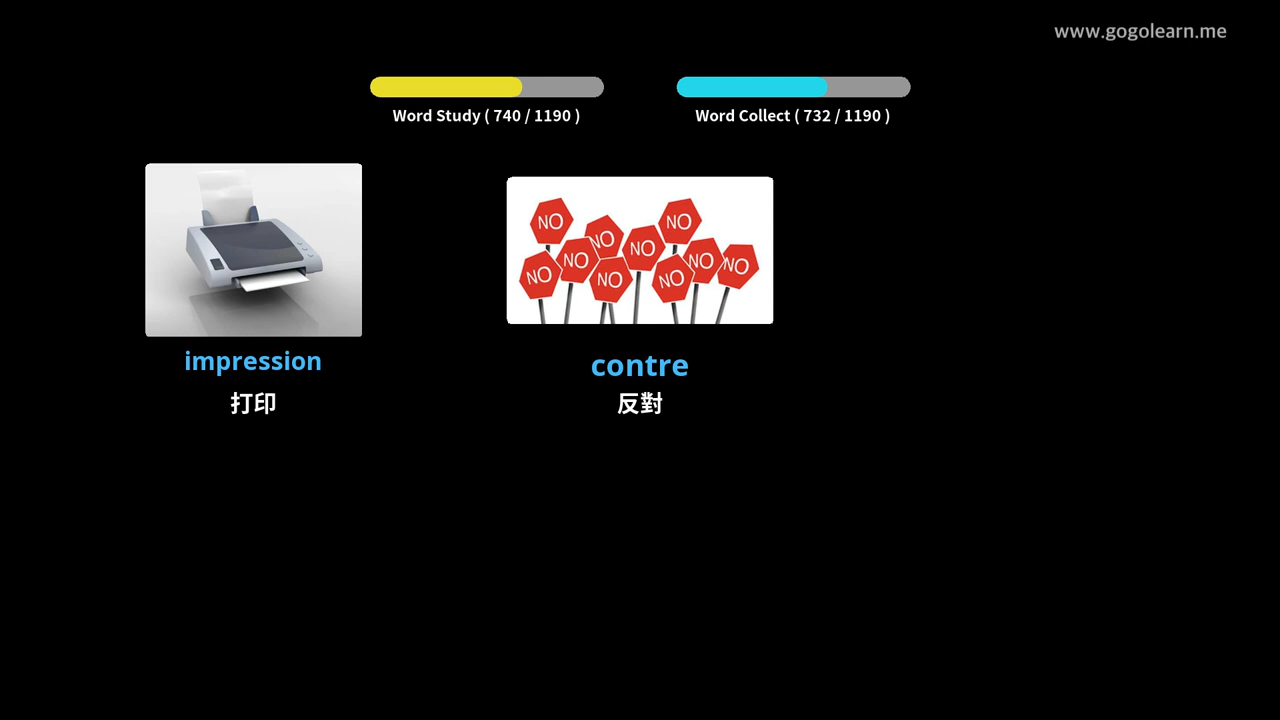 www.gogolearn.me
Word Study ( 740 / 1190 )
Word Collect ( 732 / 1190 )
NO
NO
NO
NO
NO
NO
NO
NO
NO
NO
impression
打印
contre
反對